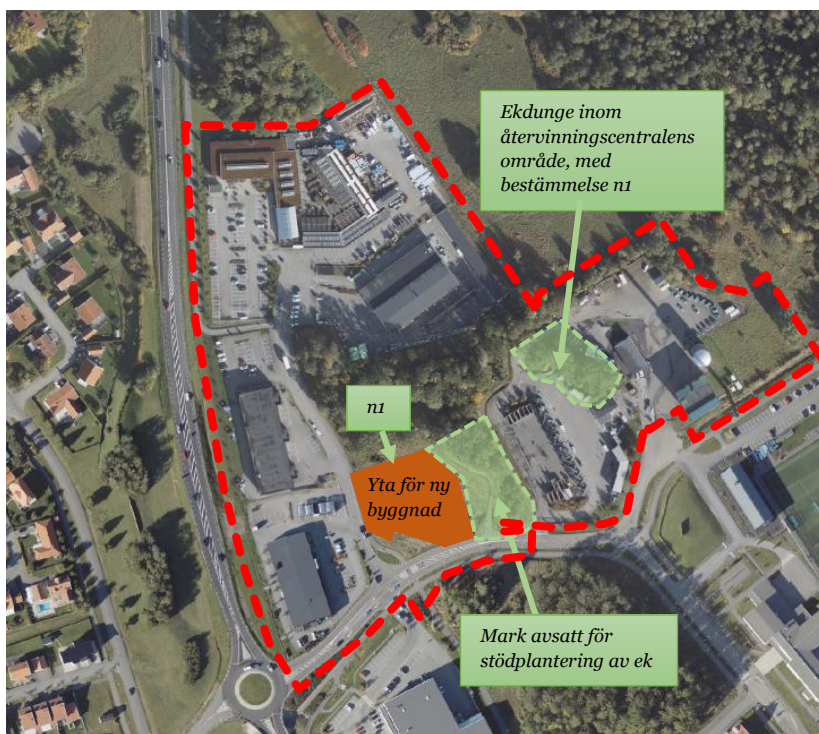 Ekdunge inom
återvinningscentralens
område, med
bestämmelse n1
n1
Yta för ny
byggnad
Mark avsatt för
stödplantering av ek